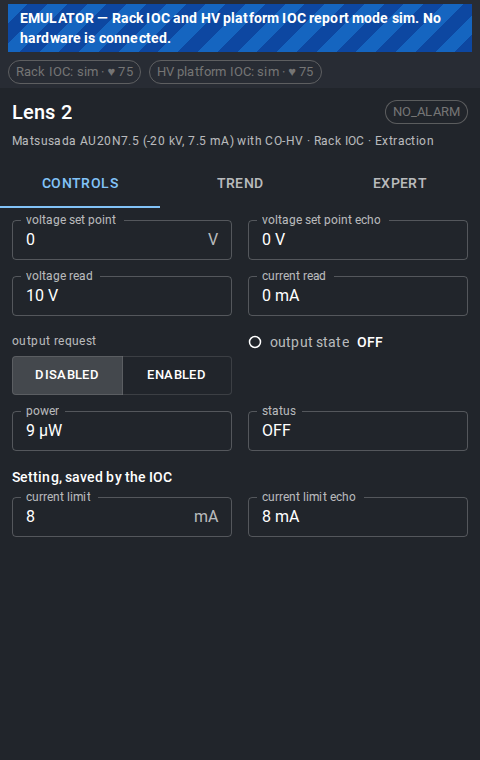 EMULATOR — Rack IOC and HV platform IOC report mode sim. No
hardware is connected.
Rack IOC: sim · ♥ 75
HV platform IOC: sim · ♥ 75
Lens 2
NO_ALARM
Matsusada AU20N7.5 (-20 kV, 7.5 mA) with CO-HV · Rack IOC · Extraction
CONTROLS
TREND
EXPERT
voltage set point
0 V
voltage set point echo
0 V
voltage read
10 V
current read
0 mA
output request
output state OFF
DISABLED
ENABLED
power
9 µW
status
OFF
Setting, saved by the IOC
current limit
8 mA
current limit echo
8 mA